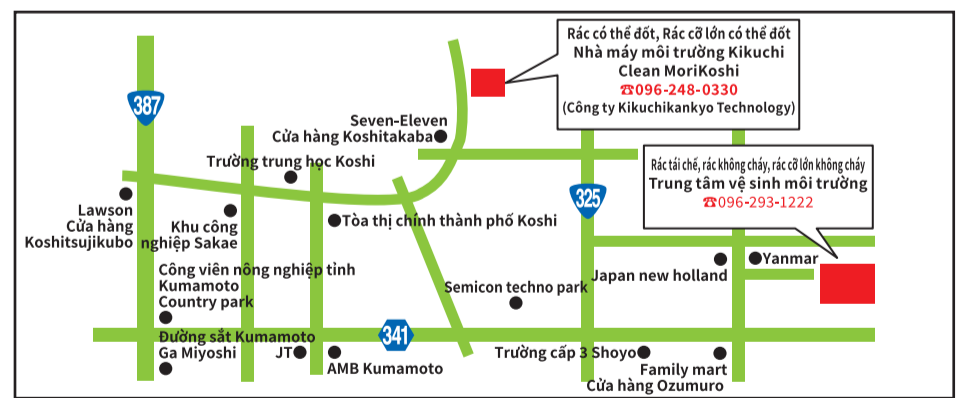 Rác có thể đốt, Rác cỡ lớn có thể đốt
Nhà máy môi trường Kikuchi
Clean MoriKoshi
☎096-248-0330
(Công ty Kikuchikankyo Technology)
387
Seven-Eleven
Cửa hàng Koshitakaba
Trường trung học Koshi
Rác tái chế, rác không cháy, rác cỡ lớn không cháy
Trung tâm vệ sinh môi trường
☎096-293-1222
325
Lawson
Cửa hàng
Koshitsujikubo
Khu công
nghiệp Sakae
Tòa thị chính thành phố Koshi
Yanmar
Japan new holland
Công viên nông nghiệp tỉnh
Kumamoto
Country park
Semicon techno park
341
Đường sắt Kumamoto
Ga Miyoshi
JT
AMB Kumamoto
Trường cấp 3 Shoyo
Family mart
Cửa hàng Ozumuro